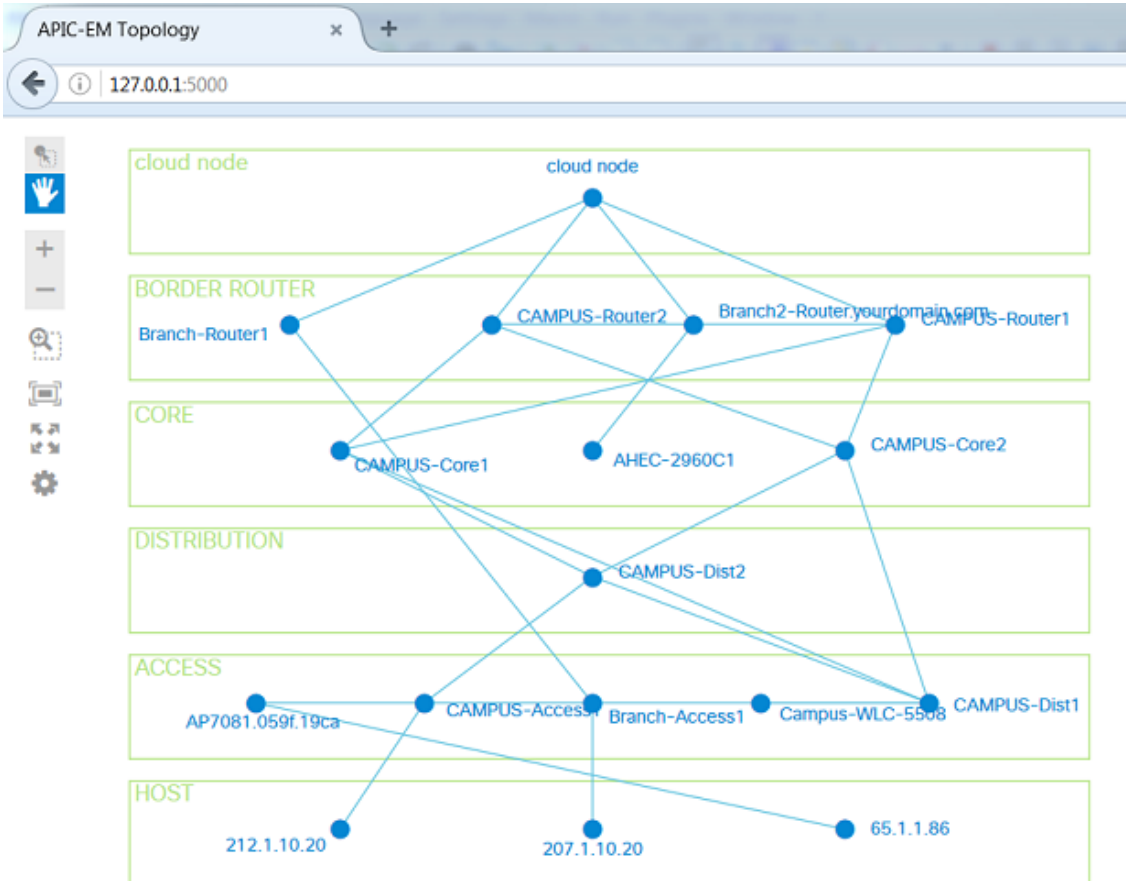 APIC-EM Topology
127.0.0.1:5000
cloud node
cloud node
BORDER ROUTER
Branch-Router1
CAMPUS-Router2
Branch2-Router.yourdomain.com
CAMPUS-Router1
CORE
CAMPUS-Core1
AHEC-2960C1
CAMPUS-Core2
DISTRIBUTION
CAMPUS-Dist2
ACCESS
AP7081.059f.19ca
CAMPUS-Access1
Branch-Access1
Campus-WLC-5508
CAMPUS-Dist1
HOST
212.1.10.20
207.1.10.20
65.1.1.86